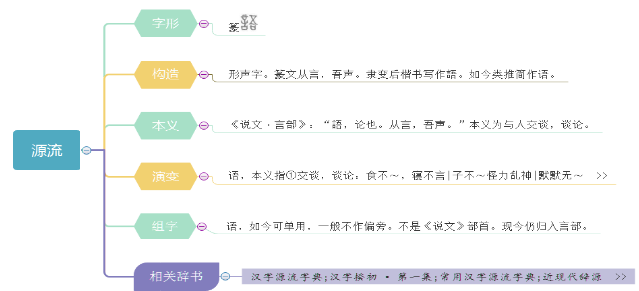 源流
字形
篆
构造
形声字。篆文从言，吾声。隶变后楷书写作語。如今类推简作语。
本义
《说文·言部》：“語，论也。从言，吾声。”本义为与人交谈，谈论。
演变
语，本义指①交谈，谈论：食不～，寝不言|子不～怪力乱神|默默无～ >>
组字
语，如今可单用，一般不作偏旁。不是《说文》部首。现今仍归入言部。
相关辞书
汉字源流字典;汉字楼初 · 第一集;常用汉字源流字典;近现代辞源 >>